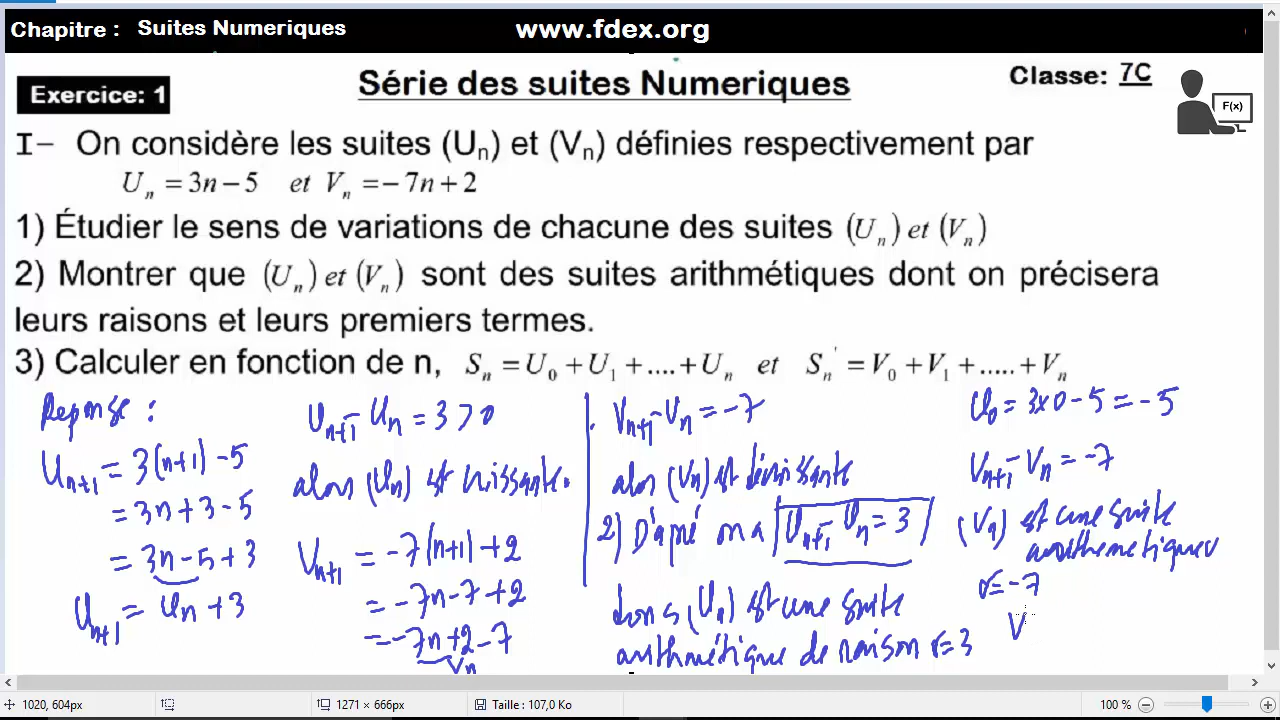 Chapitre : Suites Numeriques www.fdex.org
Exercice: 1
Série des suites Numeriques
Classe: 7C
F(x)
I- On considère les suites (Uₙ) et (Vₙ) définies respectivement par
Uₙ = 3n − 5 et Vₙ = − 7n + 2
1) Étudier le sens de variations de chacune des suites (Uₙ) et (Vₙ)
2) Montrer que (Uₙ) et (Vₙ) sont des suites arithmétiques dont on précisera
leurs raisons et leurs premiers termes.
3) Calculer en fonction de n, Sₙ = U₀ + U₁ + .... + Uₙ et Sₙ' = V₀ + V₁ + ..... + Vₙ
Reponse :
Uₙ₊₁ = 3(n+1) - 5
= 3n + 3 - 5
= 3n - 5 + 3
Uₙ₊₁ = Uₙ + 3
Uₙ₊₁ - Uₙ = 3 > 0
alors (Uₙ) est croissante.
Vₙ₊₁ = -7(n+1) + 2
= -7n - 7 + 2
= -7n + 2 - 7
Vₙ
Vₙ₊₁ - Vₙ = -7
alors (Vₙ) est décroissante
2) D'apré on a Uₙ₊₁ - Uₙ = 3
donc (Uₙ) est une suite
arithmétique de raison r = 3
U₀ = 3×0 - 5 = -5
Vₙ₊₁ - Vₙ = -7
(Vₙ) est une suite
arithemetiques
r = -7
V
1020, 604px
1271 × 666px
Taille : 107,0 Ko
100 %